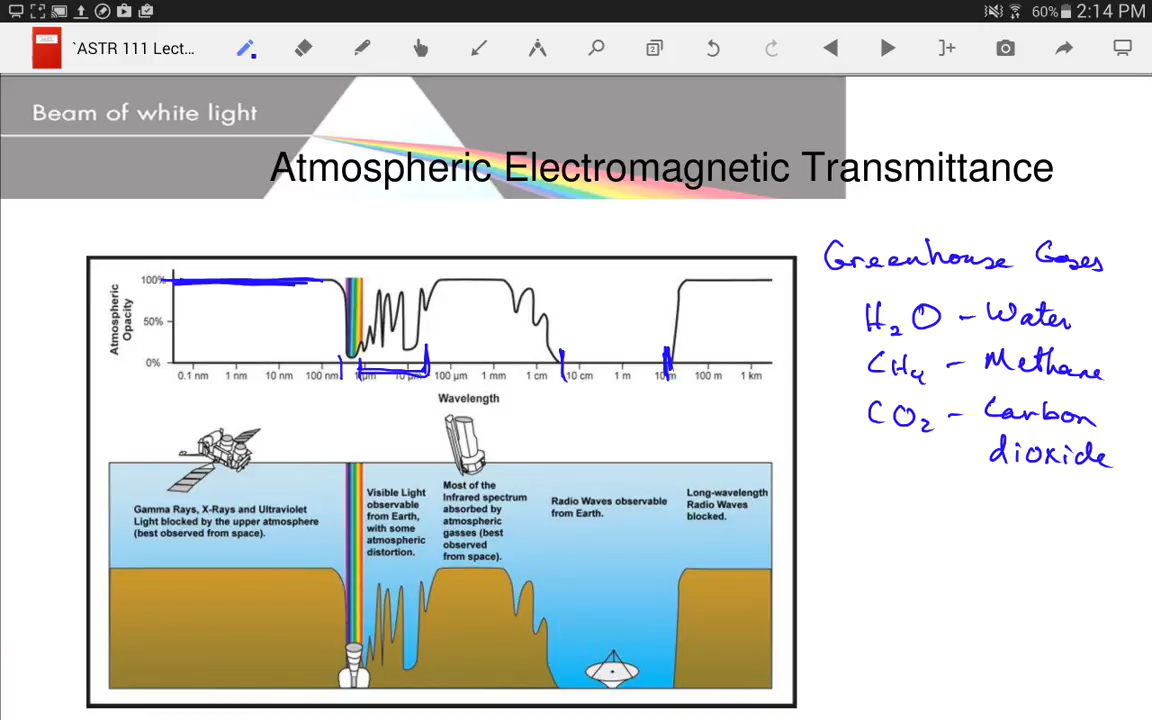 60% 2:14 PM
`ASTR 111 Lect...
2
Beam of white light
Atmospheric Electromagnetic Transmittance
Greenhouse Gases
H₂O - Water
CH₄ - Methane
CO₂ - Carbon
dioxide
Atmospheric
Opacity
100%
50%
0%
0.1 nm 1 nm 10 nm 100 nm 1 µm 10 µm 100 µm 1 mm 1 cm 10 cm 1 m 10 m 100 m 1 km
Wavelength
Gamma Rays, X-Rays and Ultraviolet
Light blocked by the upper atmosphere
(best observed from space).
Visible Light
observable
from Earth,
with some
atmospheric
distortion.
Most of the
Infrared spectrum
absorbed by
atmospheric
gasses (best
observed
from space).
Radio Waves observable
from Earth.
Long-wavelength
Radio Waves
blocked.